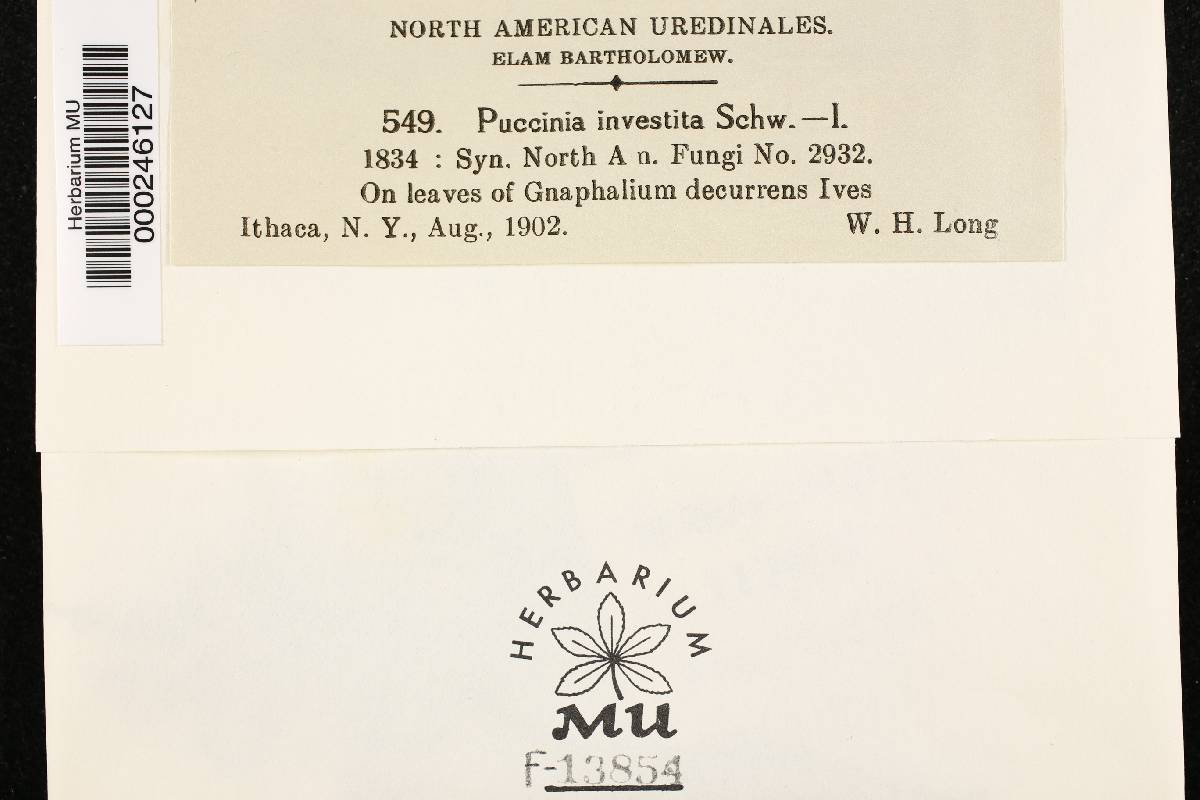 NORTH AMERICAN UREDINALES.
ELAM BARTHOLOMEW.
549. Puccinia investita Schw.—I.
1834 : Syn. North A n. Fungi No. 2932.
On leaves of Gnaphalium decurrens Ives
Ithaca, N. Y., Aug., 1902. W. H. Long
Herbarium MU
0000246127
HERBARIUM
MU
F-13854